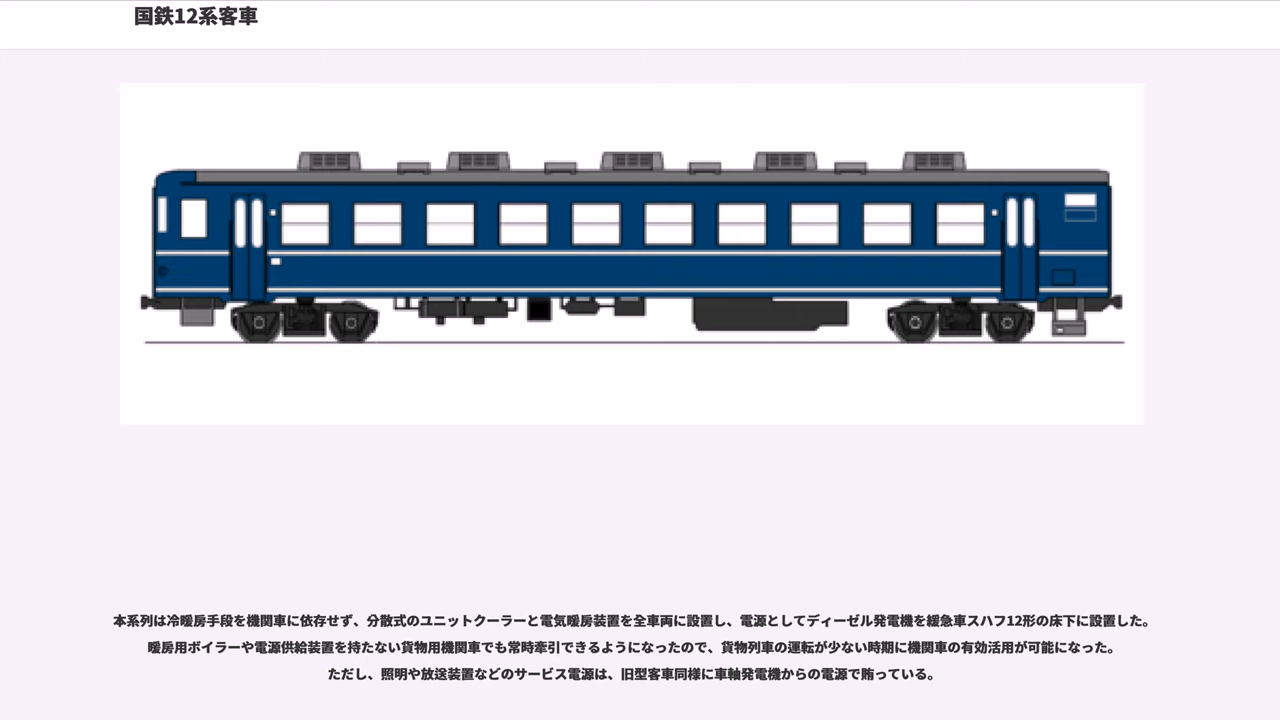 国鉄12系客車
本系列は冷暖房手段を機関車に依存せず、分散式のユニットクーラーと電気暖房装置を全車両に設置し、電源としてディーゼル発電機を緩急車スハフ12形の床下に設置した。
暖房用ボイラーや電源供給装置を持たない貨物用機関車でも常時牽引できるようになったので、貨物列車の運転が少ない時期に機関車の有効活用が可能になった。
ただし、照明や放送装置などのサービス電源は、旧型客車同様に車軸発電機からの電源で賄っている。